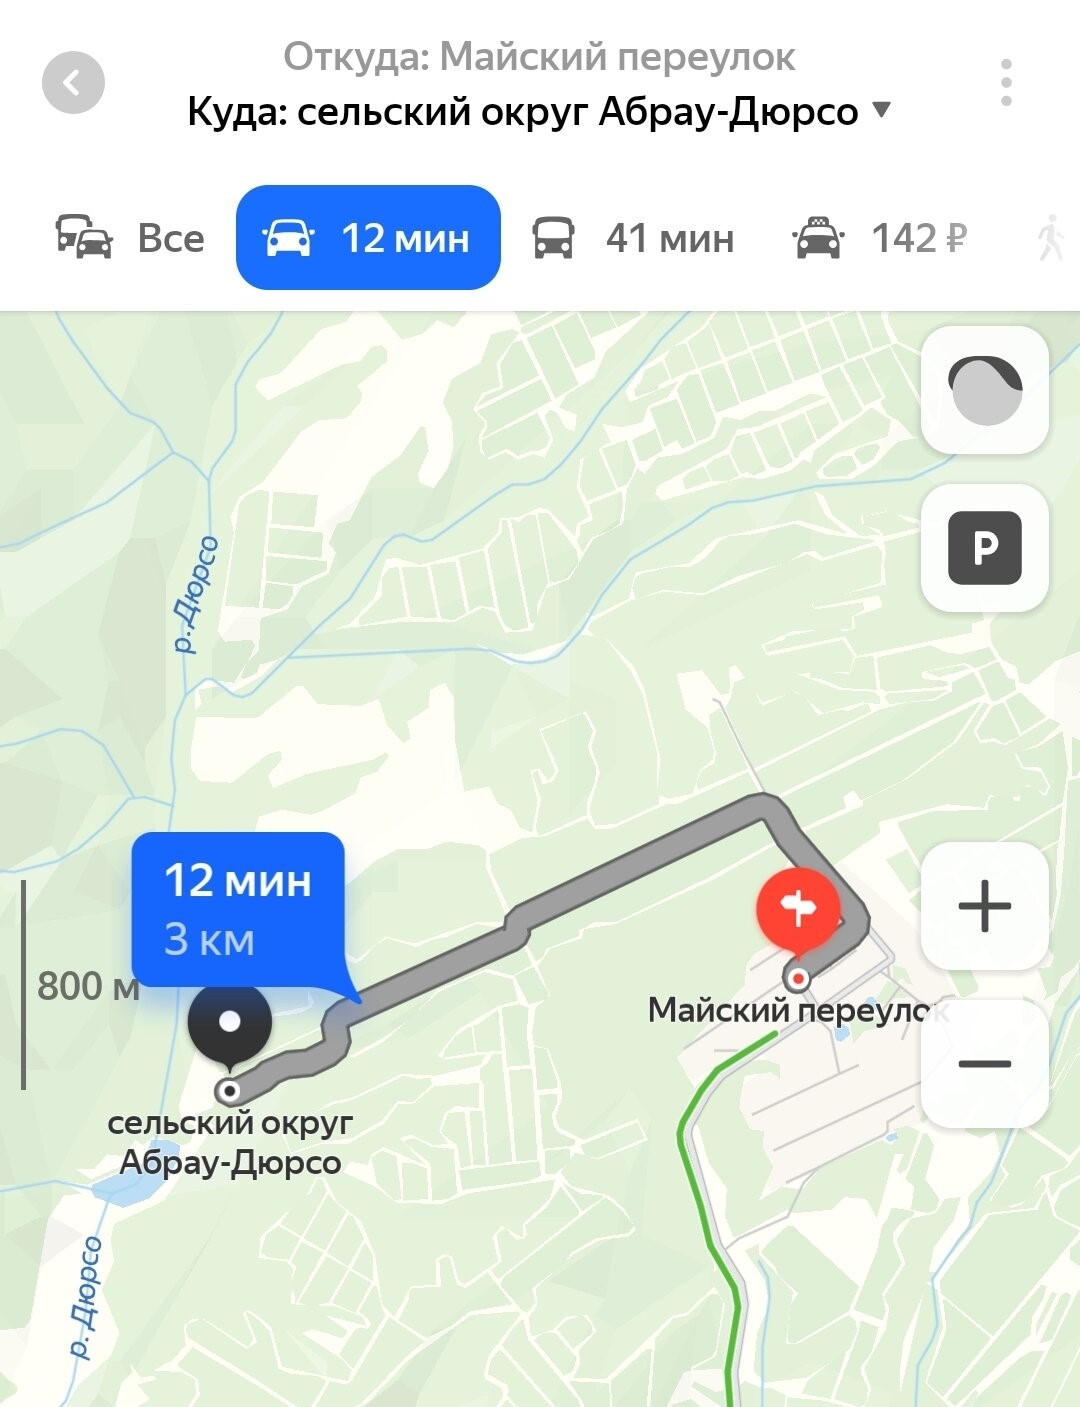 Откуда: Майский переулок
Куда: сельский округ Абрау-Дюрсо
Все
12 мин
41 мин
142 ₽
P
р. Дюрсо
12 мин
3 км
800 м
Майский переулок
сельский округ
Абрау-Дюрсо
р. Дюрсо